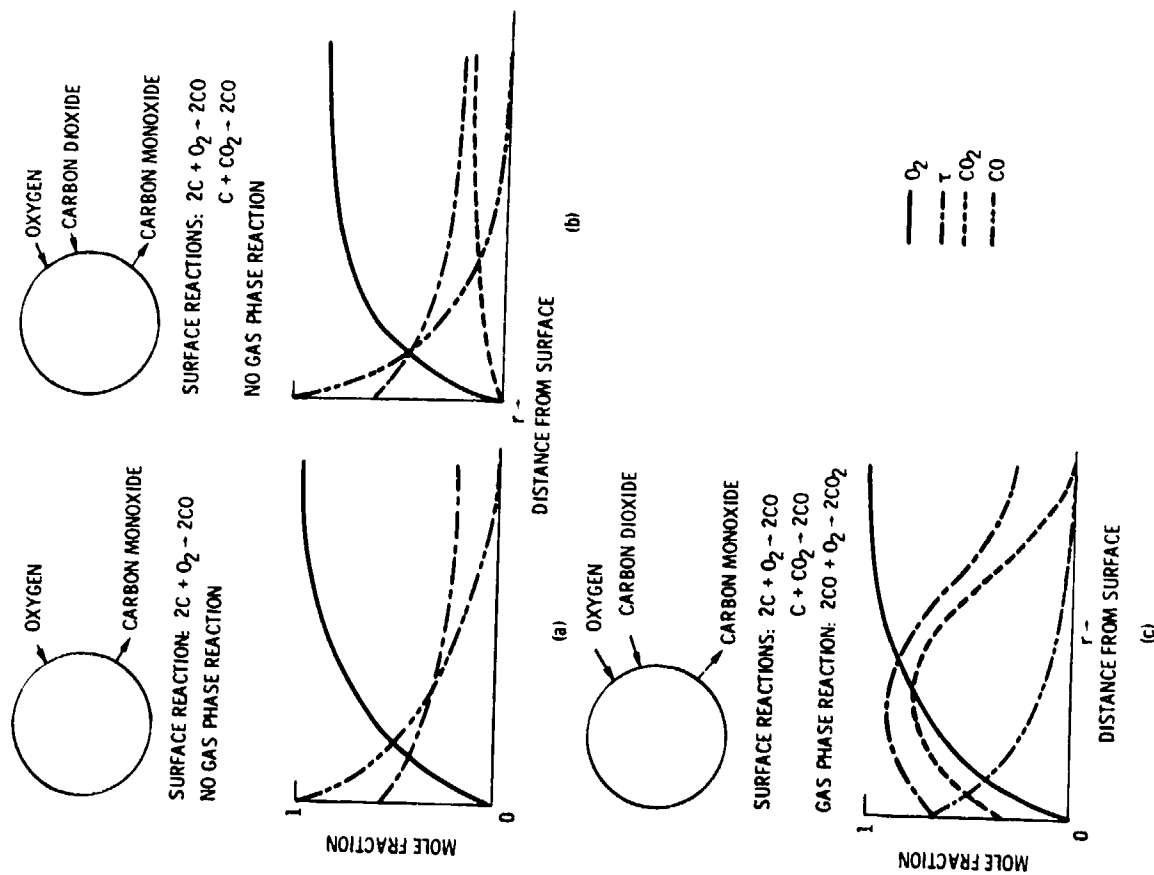 OXYGEN
CARBON MONOXIDE
SURFACE REACTION: 2C + O₂ → 2CO
NO GAS PHASE REACTION
MOLE FRACTION
1
0
(a)
OXYGEN
CARBON DIOXIDE
CARBON MONOXIDE
SURFACE REACTIONS: 2C + O₂ → 2CO
C + CO₂ → 2CO
NO GAS PHASE REACTION
r →
DISTANCE FROM SURFACE
(b)
OXYGEN
CARBON DIOXIDE
CARBON MONOXIDE
SURFACE REACTIONS: 2C + O₂ → 2CO
C + CO₂ → 2CO
GAS PHASE REACTION: 2CO + O₂ → 2CO₂
MOLE FRACTION
1
0
r →
DISTANCE FROM SURFACE
(c)
O₂
T
CO₂
CO